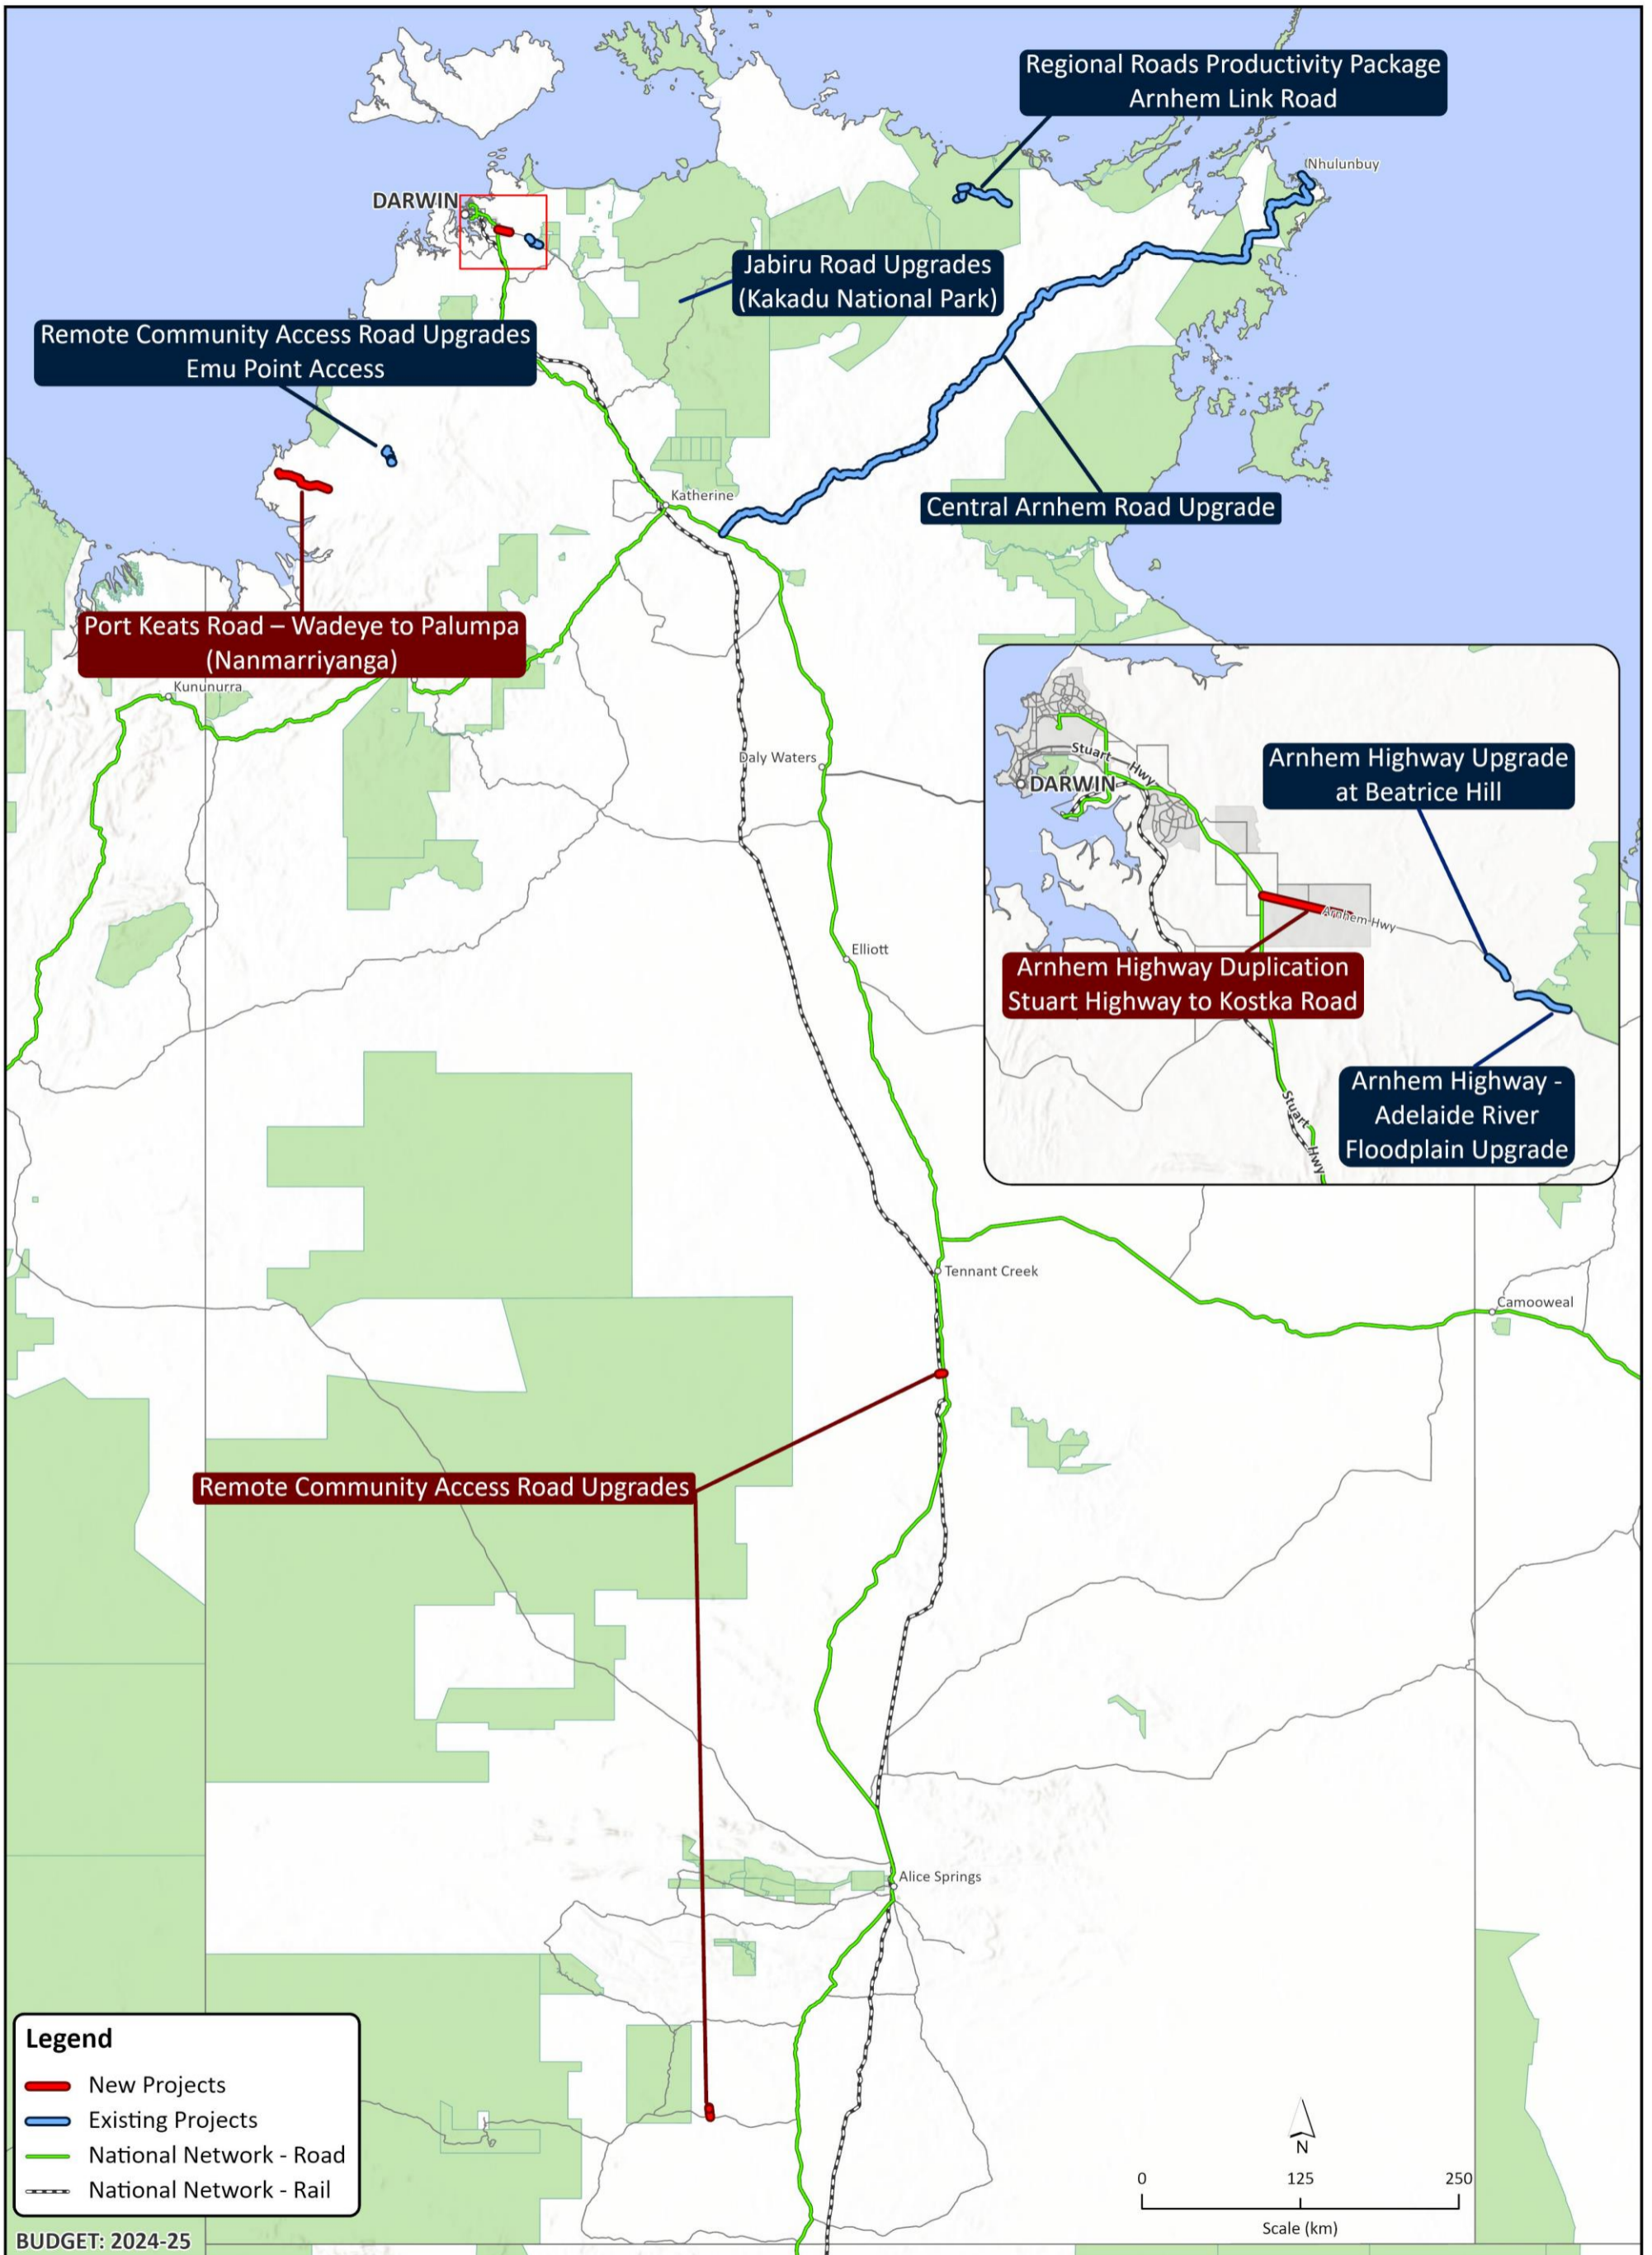 Regional Roads Productivity Package
Arnhem Link Road
Nhulunbuy
DARWIN
Jabiru Road Upgrades
(Kakadu National Park)
Remote Community Access Road Upgrades
Emu Point Access
Katherine
Central Arnhem Road Upgrade
Port Keats Road – Wadeye to Palumpa
(Nanmarriyanga)
Kununurra
Daly Waters
Stuart Hwy
DARWIN
Arnhem Highway Upgrade
at Beatrice Hill
Arnhem Hwy
Elliott
Arnhem Highway Duplication
Stuart Highway to Kostka Road
Arnhem Highway -
Adelaide River
Floodplain Upgrade
Stuart Hwy
Tennant Creek
Camooweal
Remote Community Access Road Upgrades
Alice Springs
Legend
New Projects
Existing Projects
National Network - Road
National Network - Rail
N
0 125 250
Scale (km)
BUDGET: 2024-25